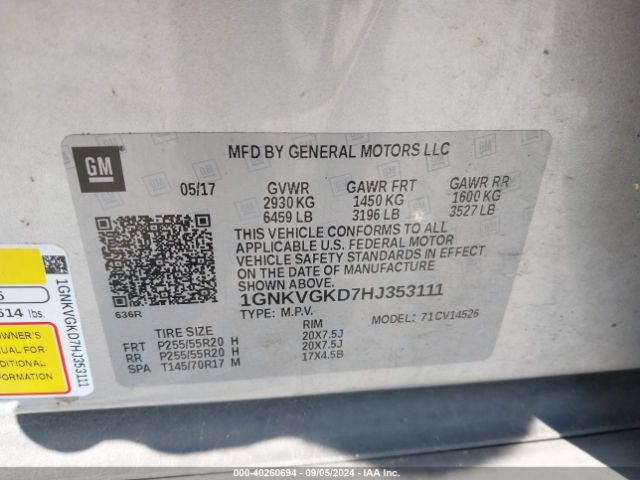 GM
MFD BY GENERAL MOTORS LLC
05/17
GVWR
GAWR FRT
GAWR RR
2930 KG
1450 KG
1600 KG
6459 LB
3196 LB
3527 LB
THIS VEHICLE CONFORMS TO ALL
APPLICABLE U.S. FEDERAL MOTOR
VEHICLE SAFETY STANDARDS IN EFFECT
ON THE DATE OF MANUFACTURE
SHOWN ABOVE.
636R
1GNKVGKD7HJ353111
TYPE: M.P.V.
MODEL: 71CV14526
TIRE SIZE
RIM
FRT P255/55R20 H 20X7.5J
RR P255/55R20 H 20X7.5J
SPA T145/70R17 M 17X4.5B
514 lbs.
OWNER'S
UAL FOR
DITIONAL
RMATION
1GNKVGKD7HJ353111
000-40260694 - 09/05/2024 - IAA Inc.